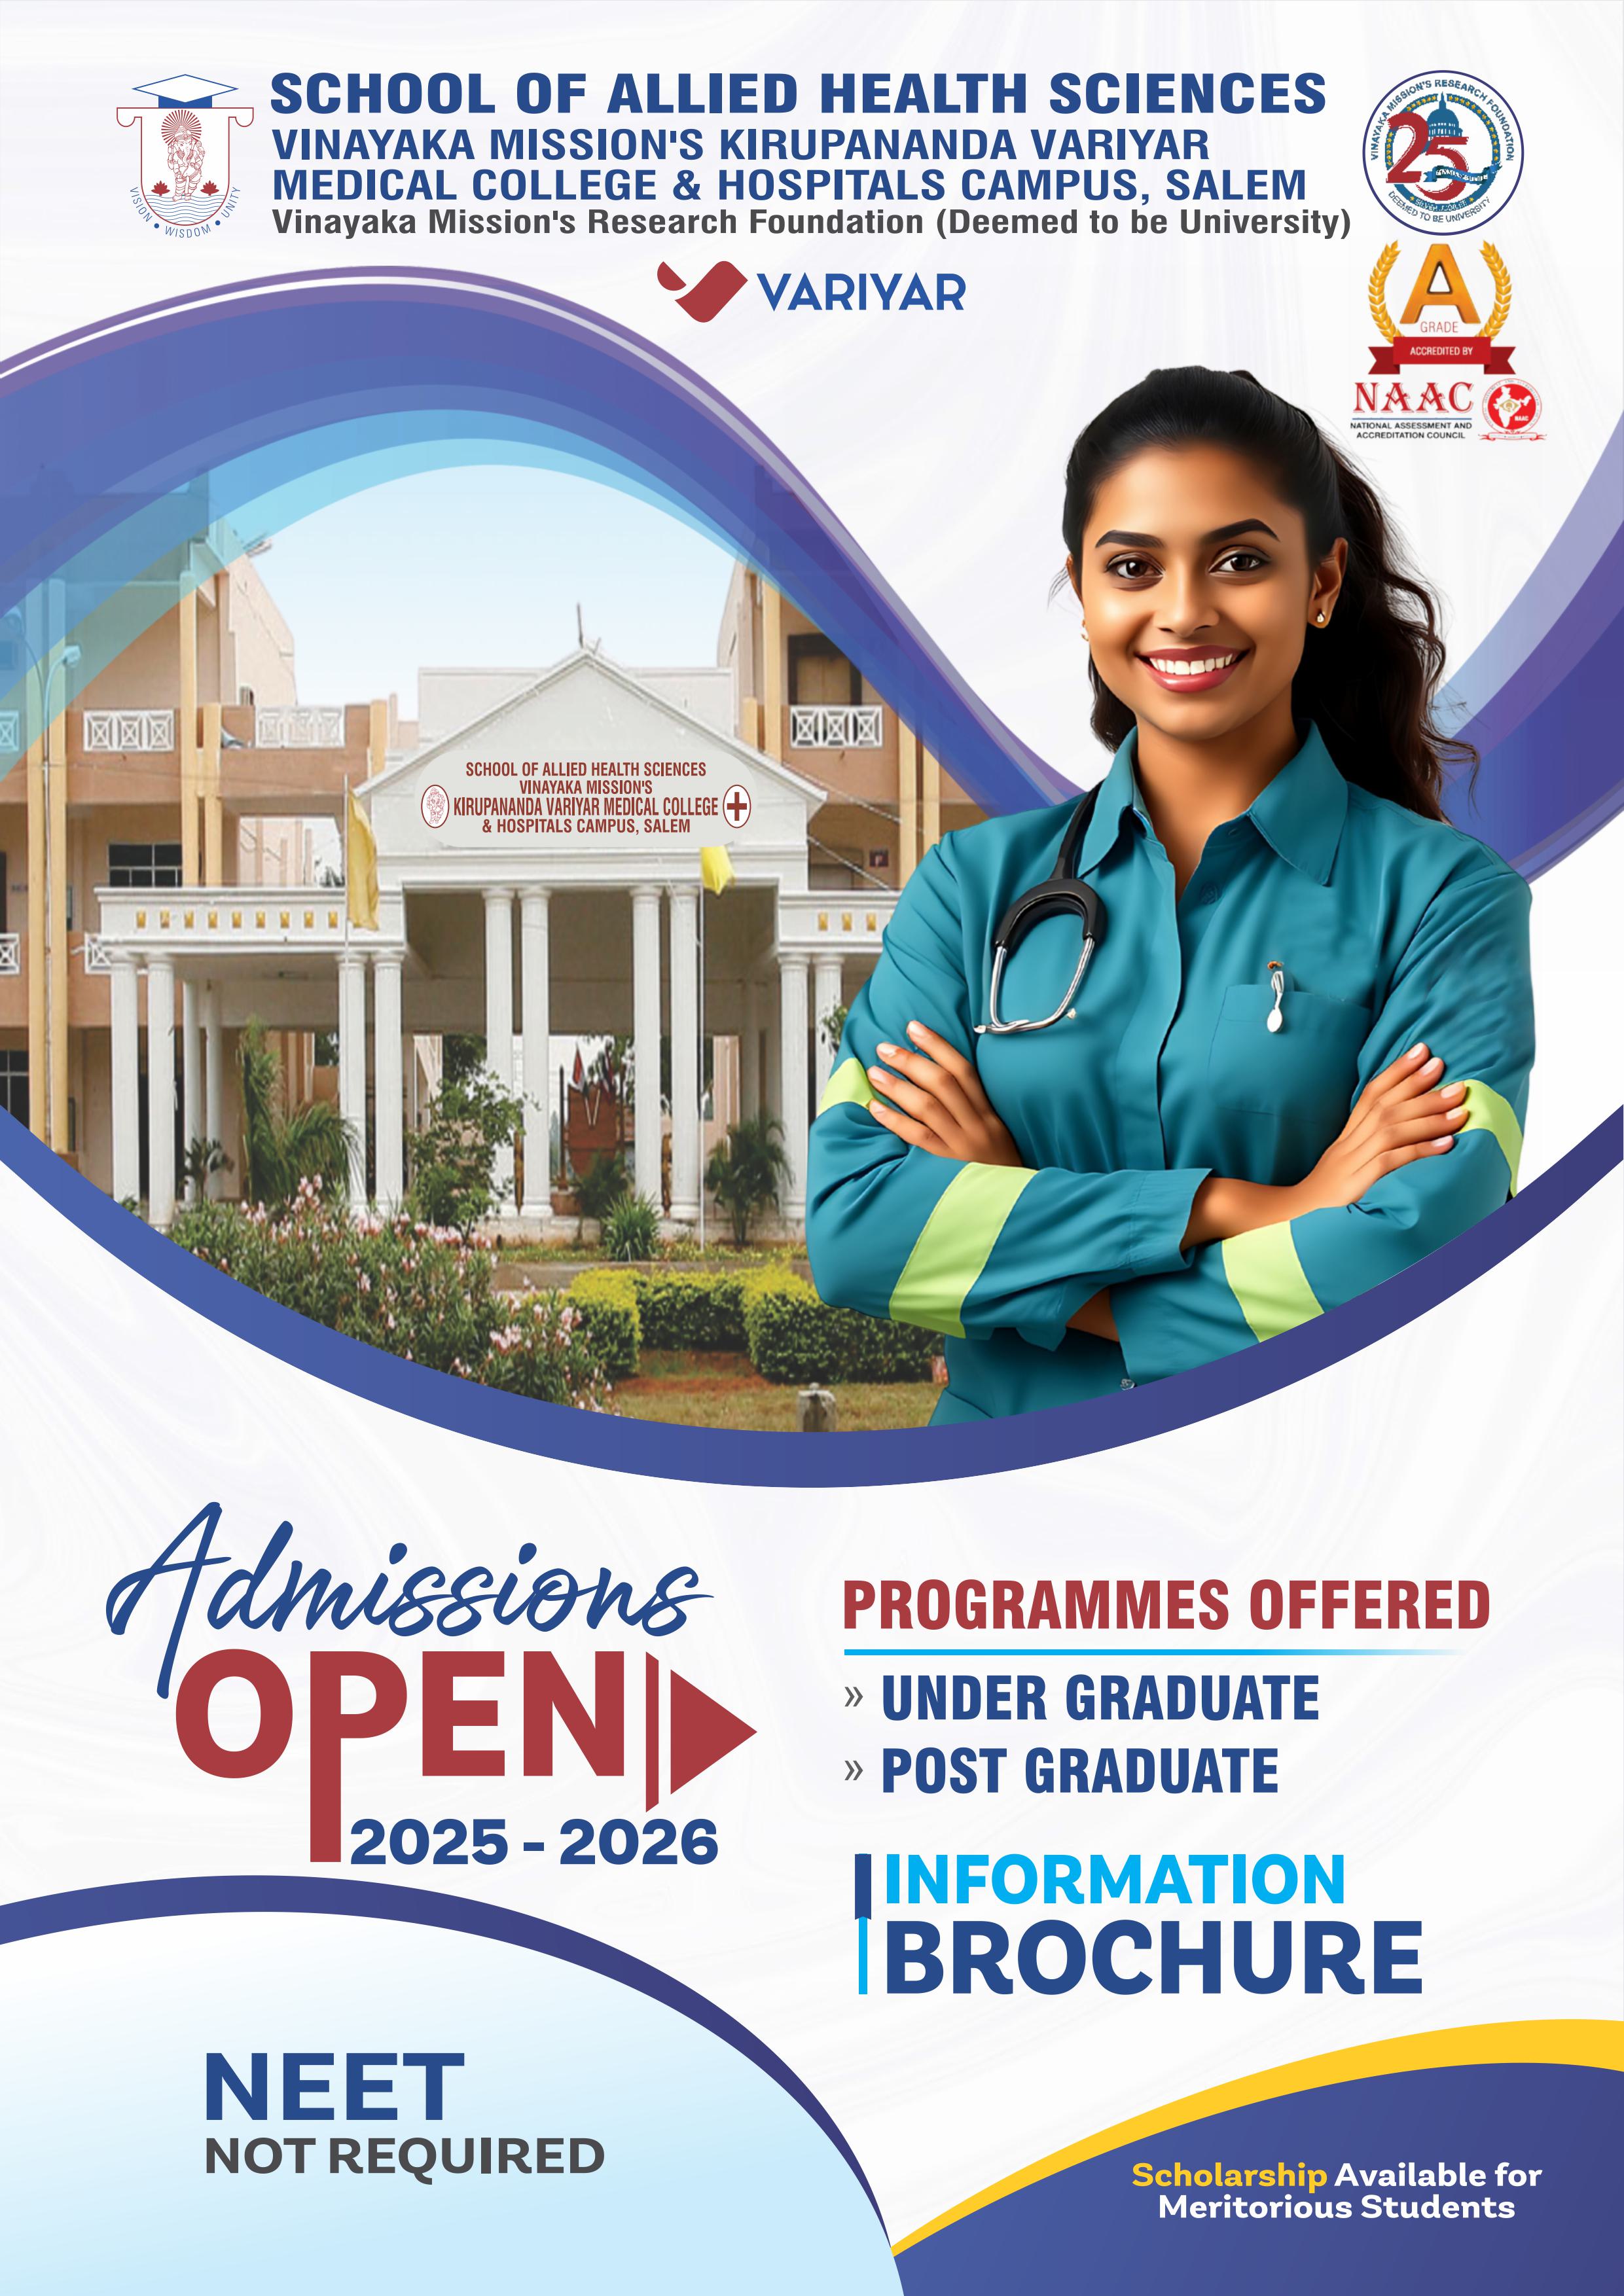 SCHOOL OF ALLIED HEALTH SCIENCES
VINAYAKA MISSION'S KIRUPANANDA VARIYAR
MEDICAL COLLEGE & HOSPITALS CAMPUS, SALEM
Vinayaka Mission's Research Foundation (Deemed to be University)
VISION • WISDOM • UNITY
VINAYAKA MISSION'S RESEARCH FOUNDATION
25
DEEMED TO BE UNIVERSITY
VARIYAR
A
GRADE
ACCREDITED BY
NAAC
NATIONAL ASSESSMENT AND
ACCREDITATION COUNCIL
NAAC
SCHOOL OF ALLIED HEALTH SCIENCES
VINAYAKA MISSION'S
KIRUPANANDA VARIYAR MEDICAL COLLEGE
& HOSPITALS CAMPUS, SALEM
Admissions
OPEN
2025 - 2026
PROGRAMMES OFFERED
» UNDER GRADUATE
» POST GRADUATE
INFORMATION
BROCHURE
NEET
NOT REQUIRED
Scholarship Available for
Meritorious Students